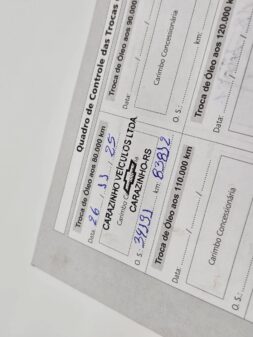 Quadro de Controle das Trocas
Troca de Óleo aos 80.000 km
Data: 26 / 11 / 25
CARAZINHO VEÍCULOS LTDA
Carimbo
CARAZINHO-RS
O. S.: km: 83852
Troca de Óleo aos 90.000
Data:
Carimbo Concessionária
O. S.: km:
Troca de Óleo aos 110.000 km
Data: / /
Carimbo Concessionária
O. S.:
Troca de Óleo aos 120.000 km
Data: